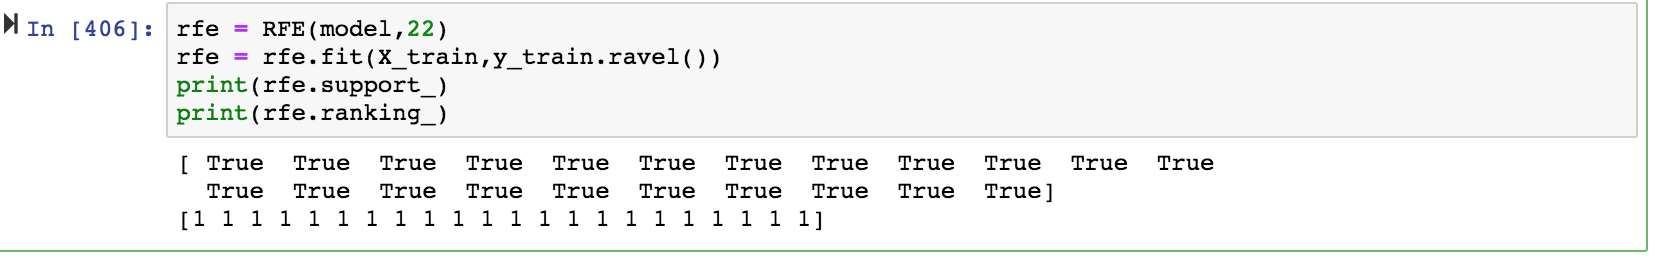 In [406]: rfe = RFE(model,22)
rfe = rfe.fit(X_train,y_train.ravel())
print(rfe.support_)
print(rfe.ranking_)
[ True  True  True  True  True  True  True  True  True  True  True  True
  True  True  True  True  True  True  True  True  True  True]
[1 1 1 1 1 1 1 1 1 1 1 1 1 1 1 1 1 1 1 1 1 1]